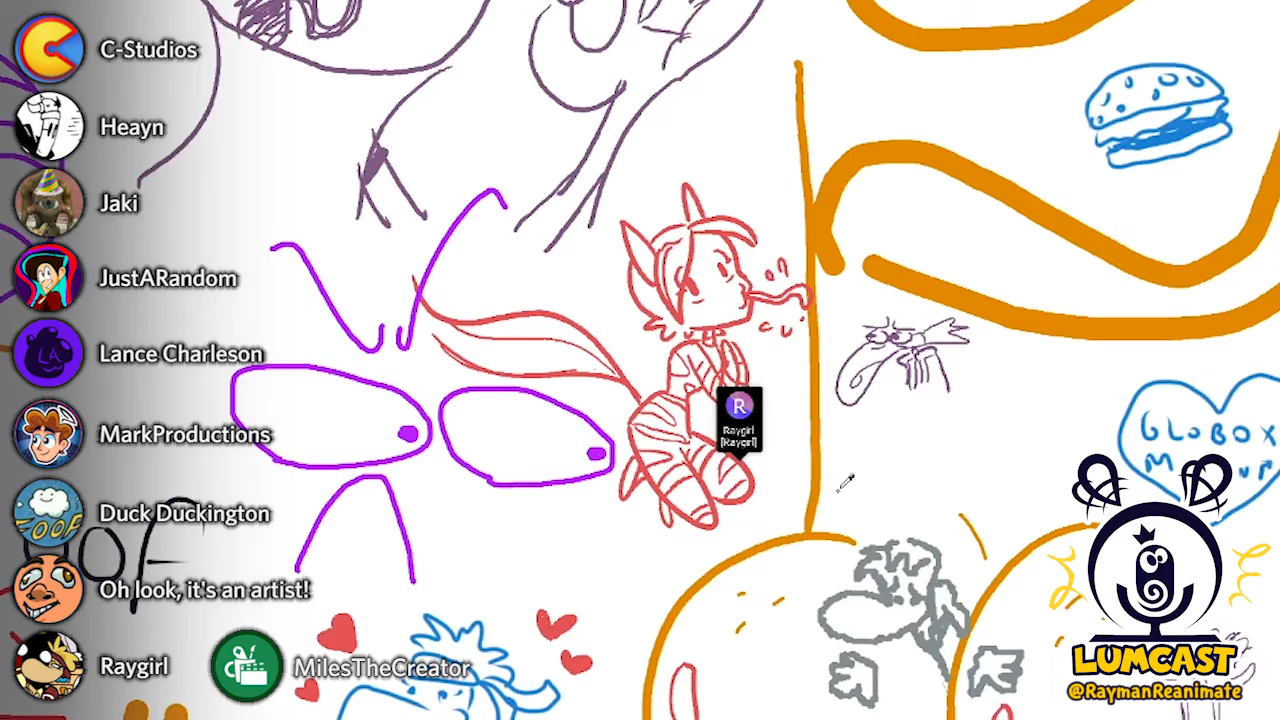 C-Studios
Heayn
Jaki
JustARandom
Lance Charleson
MarkProductions
Duck Duckington
Oh look, it's an artist!
Raygirl
MilesTheCreator
R
Raygirl
[Raygirl]
GLOBOX
LUMCAST
@RaymanReanimate